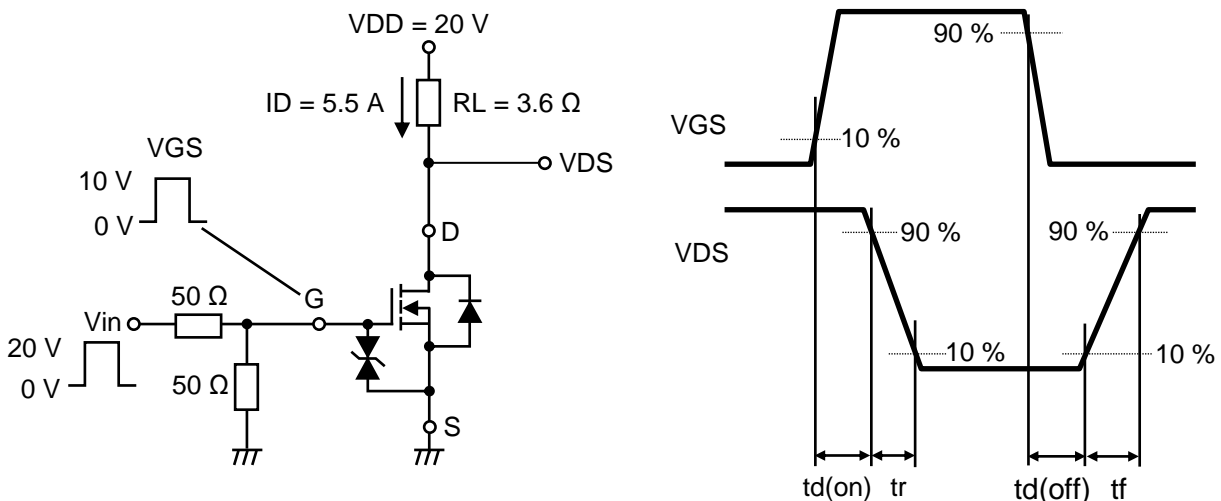 VDD = 20 V
ID = 5.5 A
RL = 3.6 Ω
VGS
10 V
0 V
VDS
D
G
50 Ω
Vin
20 V
0 V
50 Ω
S
90 %
VGS
10 %
VDS
90 %
90 %
10 %
10 %
td(on)
tr
td(off)
tf